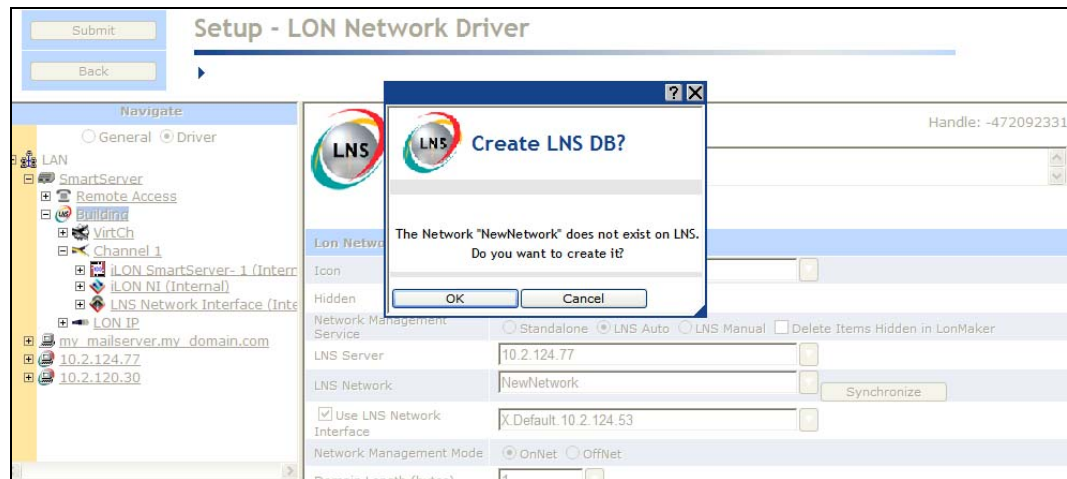 Submit
Setup - LON Network Driver
Back
Navigate
General
Driver
LAN
SmartServer
Remote Access
Building
VirtCh
Channel 1
iLON SmartServer- 1 (Intern
iLON NI (Internal)
LNS Network Interface (Inte
LON IP
my_mailserver.my_domain.com
10.2.124.77
10.2.120.30
LNS
Handle: -472092331
? X
LNS
Create LNS DB?
The Network "NewNetwork" does not exist on LNS.
Do you want to create it?
OK
Cancel
Lon Netwo
Icon
Hidden
Network Management Service
Standalone
LNS Auto
LNS Manual
Delete Items Hidden in LonMaker
LNS Server
10.2.124.77
LNS Network
NewNetwork
Synchronize
Use LNS Network Interface
X.Default.10.2.124.53
Network Management Mode
OnNet
OffNet
Domain Length (bytes)
1